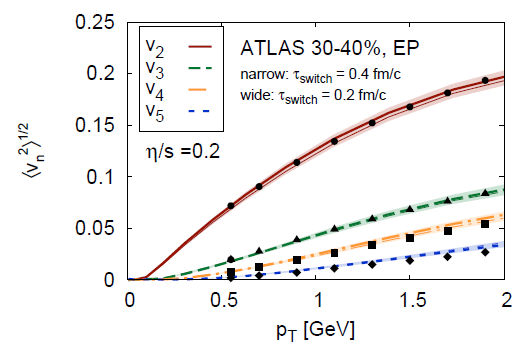 0.25
0.2
0.15
0.1
0.05
0
⟨vₙ²⟩¹/²
v₂
v₃
v₄
v₅
ATLAS 30-40%, EP
narrow: τswitch = 0.4 fm/c
wide: τswitch = 0.2 fm/c
η/s =0.2
0 0.5 1 1.5 2
pT [GeV]